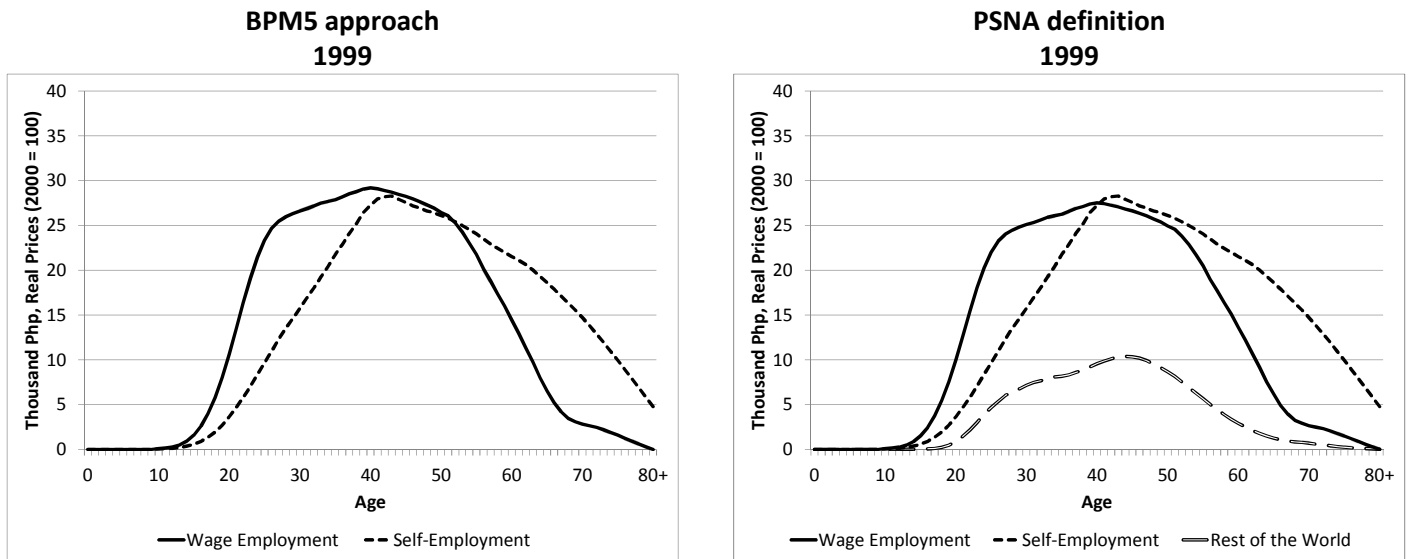 BPM5 approach
1999
Thousand Php, Real Prices (2000 = 100)
40
35
30
25
20
15
10
5
0
0 10 20 30 40 50 60 70 80+
Age
Wage Employment Self-Employment
PSNA definition
1999
Thousand Php, Real Prices (2000 = 100)
40
35
30
25
20
15
10
5
0
0 10 20 30 40 50 60 70 80+
Age
Wage Employment Self-Employment Rest of the World